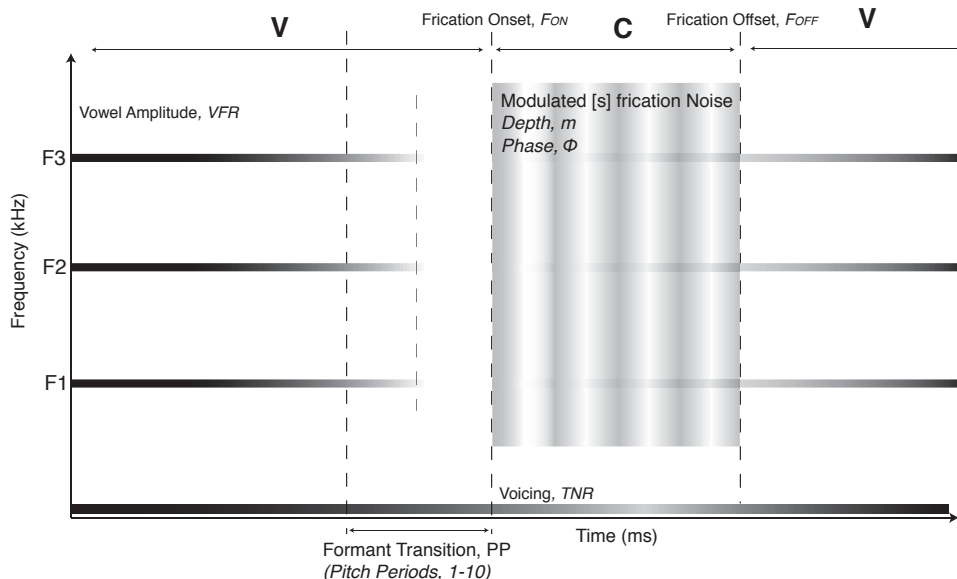 Frication Onset, FON
Frication Offset, FOFF
V
C
V
Vowel Amplitude, VFR
Modulated [s] frication Noise
Depth, m
Phase, Φ
F3
F2
F1
Frequency (kHz)
Voicing, TNR
Time (ms)
Formant Transition, PP
(Pitch Periods, 1-10)